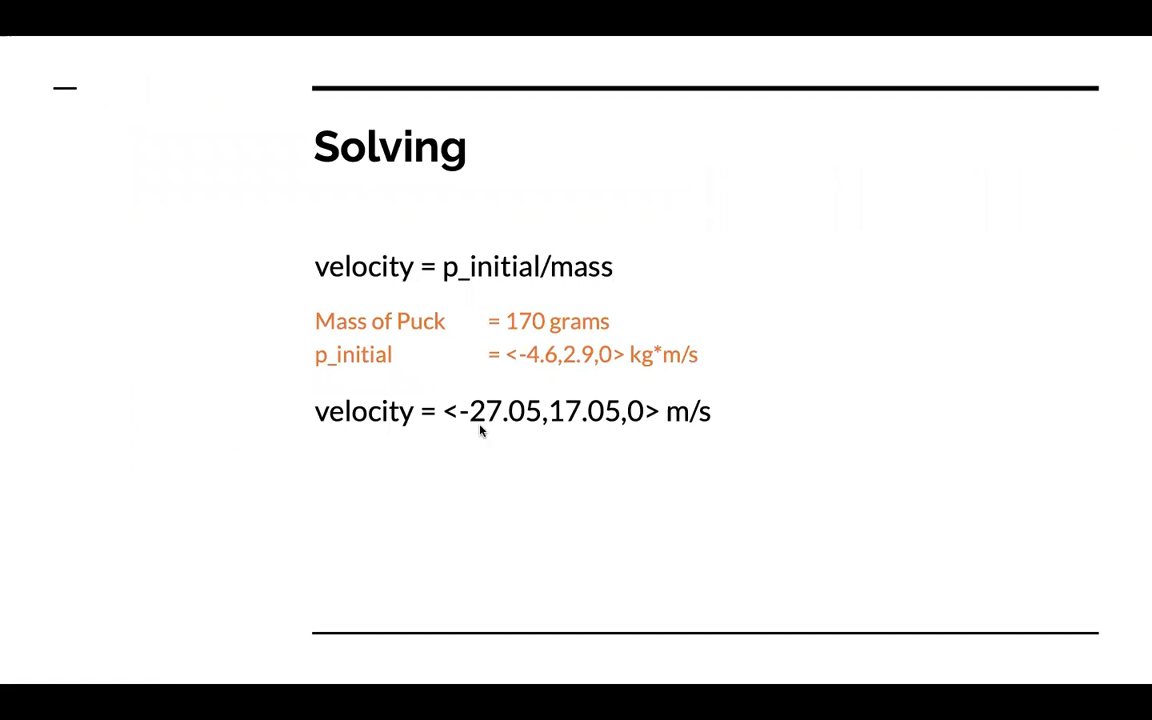 Solving
velocity = p_initial/mass
Mass of Puck = 170 grams
p_initial = <-4.6,2.9,0> kg*m/s
velocity = <-27.05,17.05,0> m/s